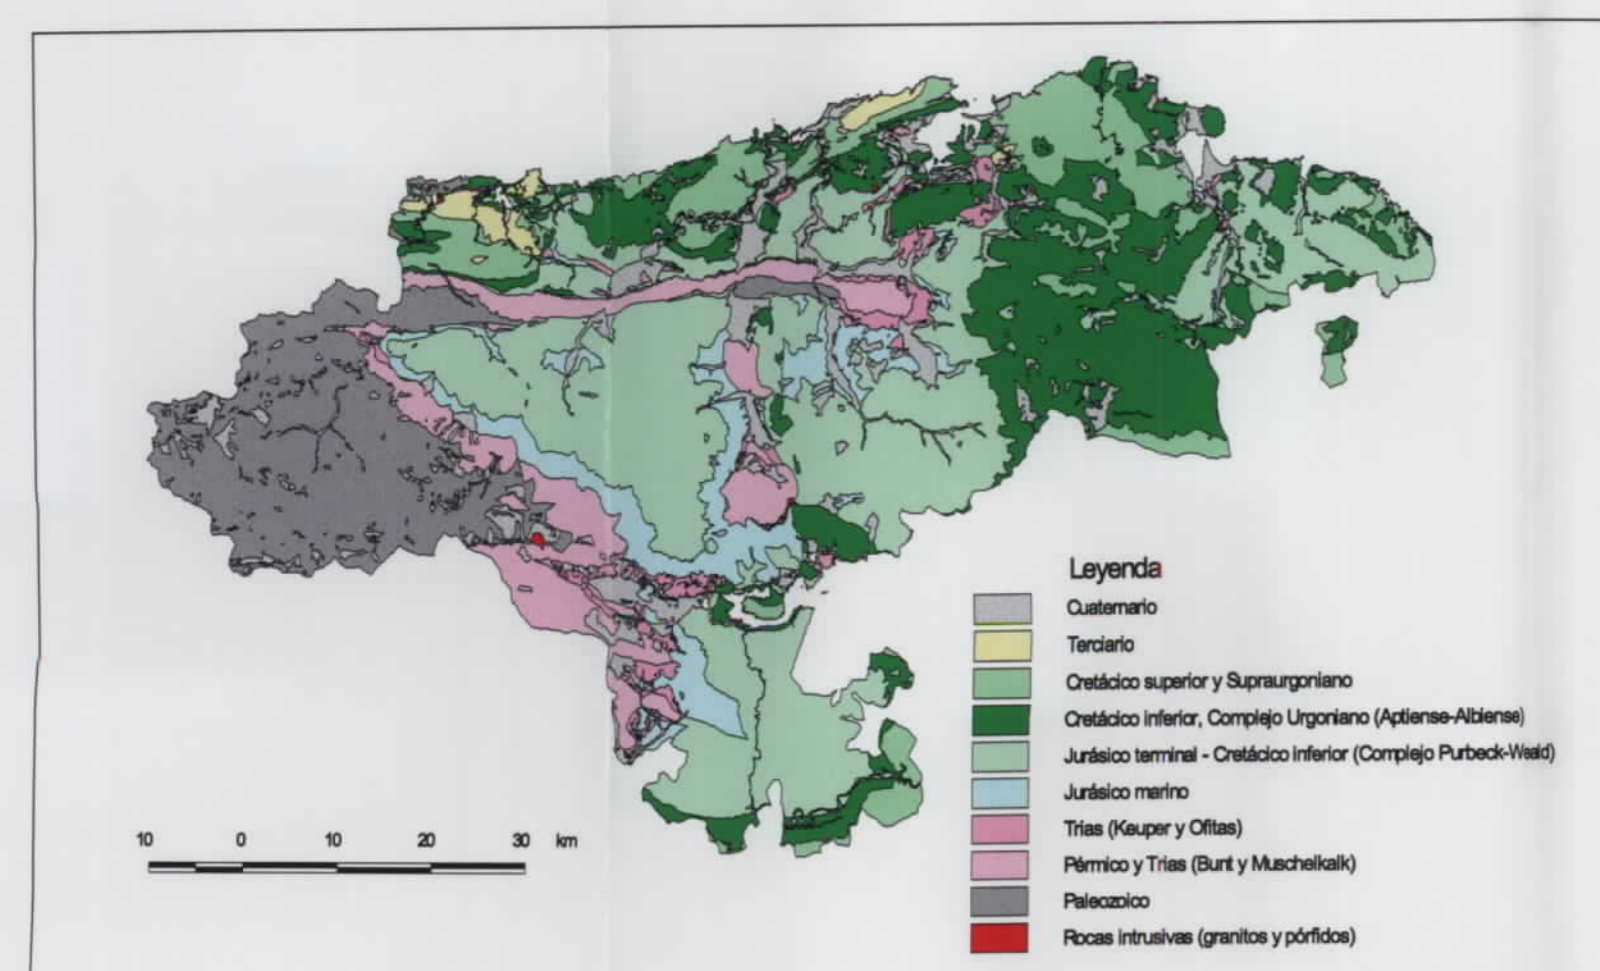 Leyenda
Cuaternario
Terciario
Cretácico superior y Supraurgoniano
Cretácico inferior, Complejo Urgoniano (Aptiense-Albiense)
Jurásico terminal - Cretácico inferior (Complejo Purbeck-Weald)
Jurásico marino
Trias (Keuper y Ofitas)
Pérmico y Trias (Bunt y Muschelkalk)
Paleozoico
Rocas intrusivas (granitos y pórfidos)
10 0 10 20 30 km